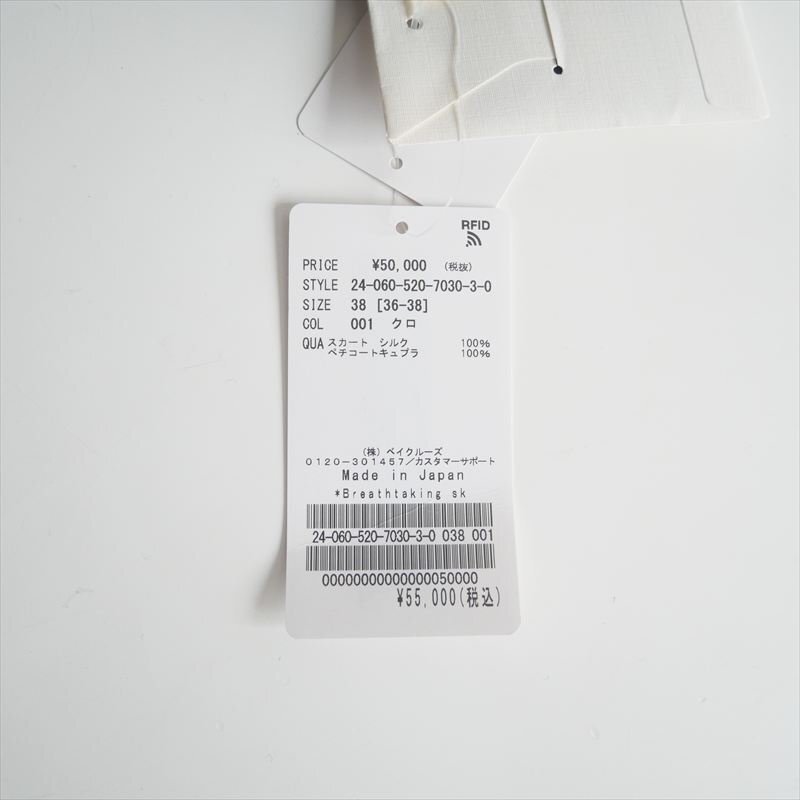 RFID
PRICE ¥50,000 (税抜)
STYLE 24-060-520-7030-3-0
SIZE 38 [36-38]
COL 001 クロ
QUA スカート シルク 100%
ペチコートキュプラ 100%
(株) ベイクルーズ
0120-301457/カスタマーサポート
Made in Japan
*Breathtaking sk
24-060-520-7030-3-0 038 001
00000000000000050000
¥55,000(税込)